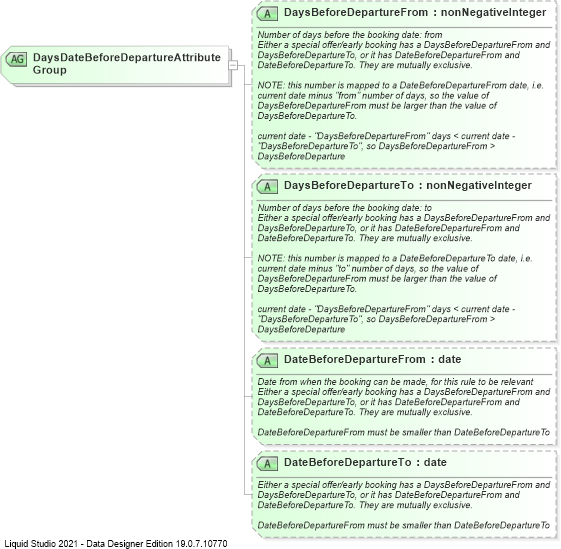 A DaysBeforeDepartureFrom : nonNegativeInteger
Number of days before the booking date: from
Either a special offer/early booking has a DaysBeforeDepartureFrom and
DaysBeforeDepartureTo, or it has DateBeforeDepartureFrom and
DateBeforeDepartureTo. They are mutually exclusive.
NOTE: this number is mapped to a DateBeforeDepartureFrom date, i.e.
current date minus "from" number of days, so the value of
DaysBeforeDepartureFrom must be larger than the value of
DaysBeforeDepartureTo.
current date - "DaysBeforeDepartureFrom" days < current date -
"DaysBeforeDepartureTo", so DaysBeforeDepartureFrom >
DaysBeforeDeparture
AG DaysDateBeforeDepartureAttribute
Group
A DaysBeforeDepartureTo : nonNegativeInteger
Number of days before the booking date: to
Either a special offer/early booking has a DaysBeforeDepartureFrom and
DaysBeforeDepartureTo, or it has DateBeforeDepartureFrom and
DateBeforeDepartureTo. They are mutually exclusive.
NOTE: this number is mapped to a DateBeforeDepartureTo date, i.e.
current date minus "to" number of days, so the value of
DaysBeforeDepartureFrom must be larger than the value of
DaysBeforeDepartureTo.
current date - "DaysBeforeDepartureFrom" days < current date -
"DaysBeforeDepartureTo", so DaysBeforeDepartureFrom >
DaysBeforeDeparture
A DateBeforeDepartureFrom : date
Date from when the booking can be made, for this rule to be relevant
Either a special offer/early booking has a DaysBeforeDepartureFrom and
DaysBeforeDepartureTo, or it has DateBeforeDepartureFrom and
DateBeforeDepartureTo. They are mutually exclusive.
DateBeforeDepartureFrom must be smaller than DateBeforeDepartureTo
A DateBeforeDepartureTo : date
Either a special offer/early booking has a DaysBeforeDepartureFrom and
DaysBeforeDepartureTo, or it has DateBeforeDepartureFrom and
DateBeforeDepartureTo. They are mutually exclusive.
DateBeforeDepartureFrom must be smaller than DateBeforeDepartureTo
Liquid Studio 2021 - Data Designer Edition 19.0.7.10770